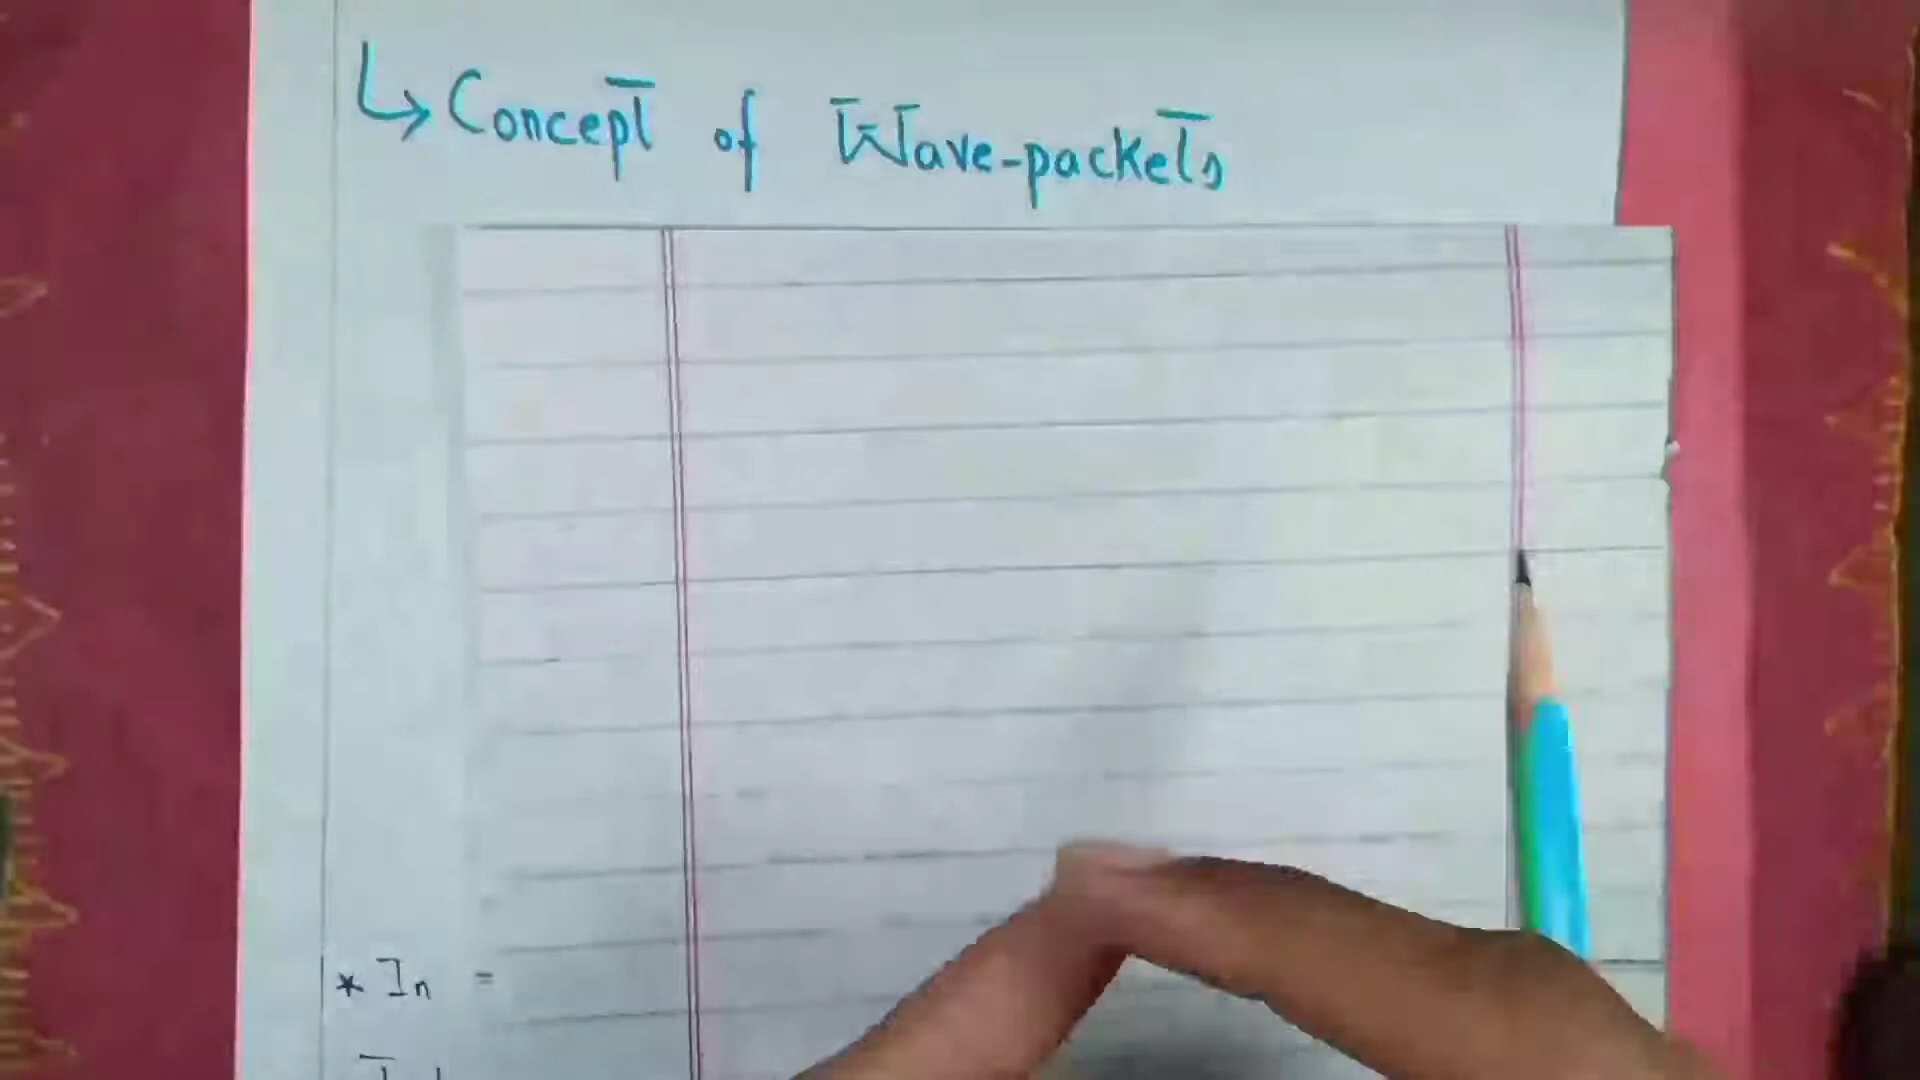 ↳ Concept of Wave-packets
* In =